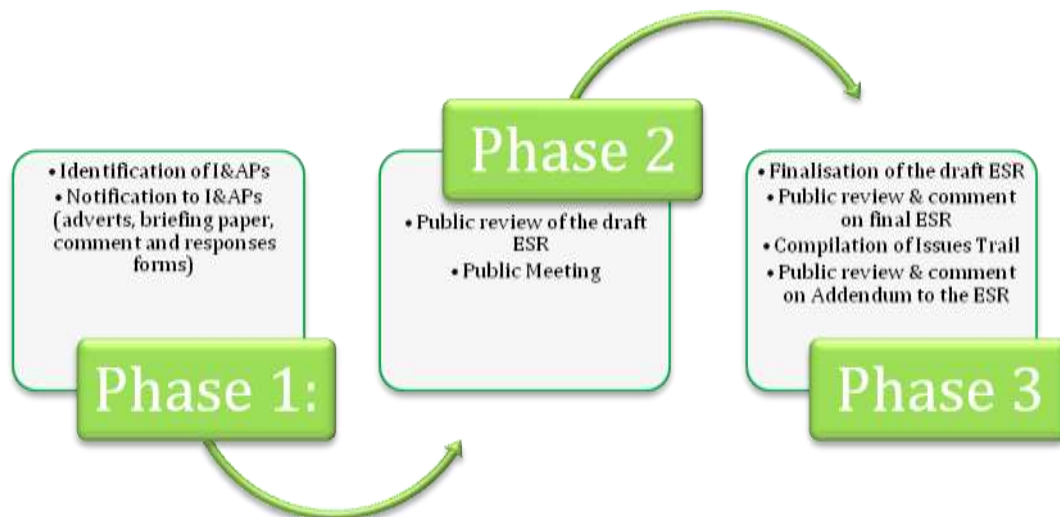 • Identification of I&APs
• Notification to I&APs
(adverts, briefing paper,
comment and responses
forms)
Phase 1:
Phase 2
• Public review of the draft
ESR
• Public Meeting
• Finalisation of the draft ESR
• Public review & comment
on final ESR
• Compilation of Issues Trail
• Public review & comment
on Addendum to the ESR
Phase 3